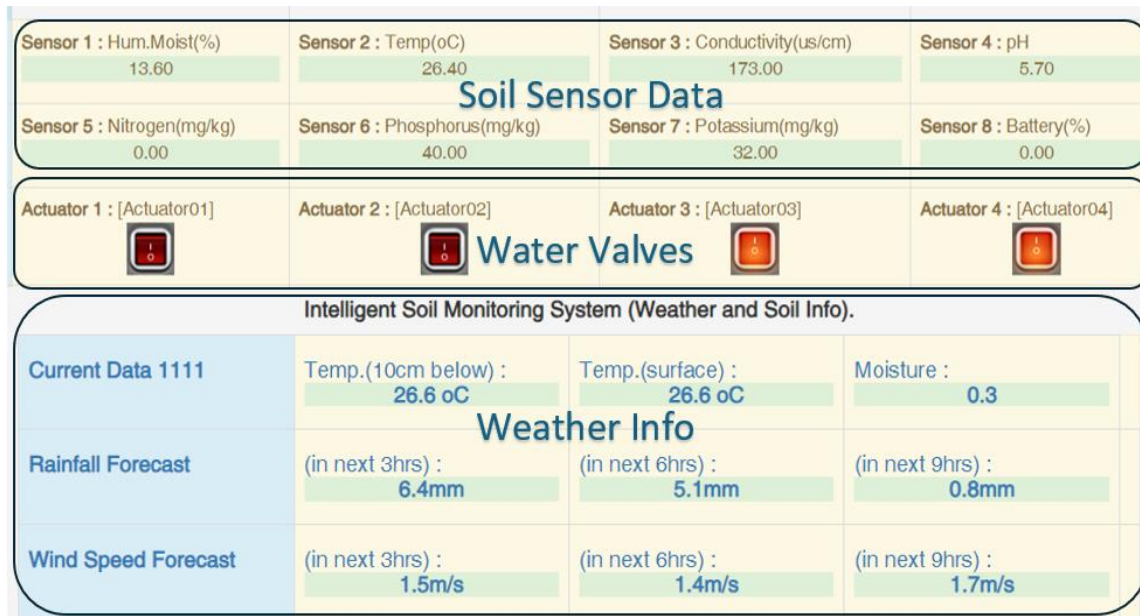 Sensor 1 : Hum.Moist(%) Sensor 2 : Temp(oC) Sensor 3 : Conductivity(us/cm) Sensor 4 : pH
13.60 26.40 173.00 5.70
Soil Sensor Data
Sensor 5 : Nitrogen(mg/kg) Sensor 6 : Phosphorus(mg/kg) Sensor 7 : Potassium(mg/kg) Sensor 8 : Battery(%)
0.00 40.00 32.00 0.00
Actuator 1 : [Actuator01] Actuator 2 : [Actuator02] Actuator 3 : [Actuator03] Actuator 4 : [Actuator04]
Water Valves
Intelligent Soil Monitoring System (Weather and Soil Info).
Current Data 1111 Temp.(10cm below) : Temp.(surface) : Moisture :
26.6 oC 26.6 oC 0.3
Weather Info
Rainfall Forecast (in next 3hrs) : (in next 6hrs) : (in next 9hrs) :
6.4mm 5.1mm 0.8mm
Wind Speed Forecast (in next 3hrs) : (in next 6hrs) : (in next 9hrs) :
1.5m/s 1.4m/s 1.7m/s